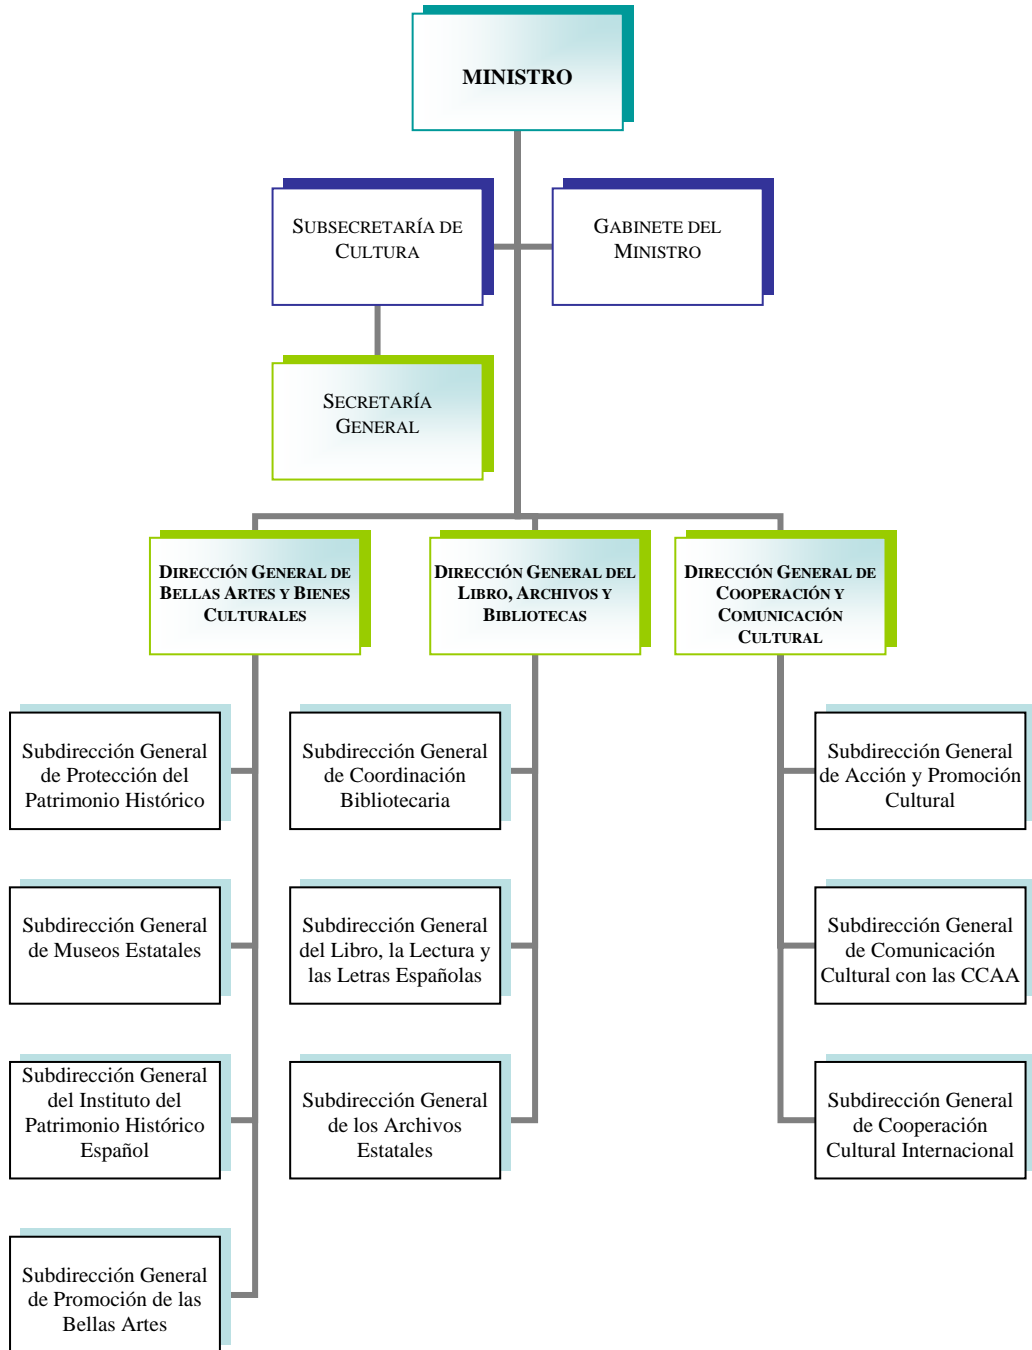 MINISTRO
SUBSECRETARÍA DE
CULTURA
GABINETE DEL
MINISTRO
SECRETARÍA
GENERAL
DIRECCIÓN GENERAL DE
BELLAS ARTES Y BIENES
CULTURALES
DIRECCIÓN GENERAL DEL
LIBRO, ARCHIVOS Y
BIBLIOTECAS
DIRECCIÓN GENERAL DE
COOPERACIÓN Y
COMUNICACIÓN
CULTURAL
Subdirección General
de Protección del
Patrimonio Histórico
Subdirección General
de Coordinación
Bibliotecaria
Subdirección General
de Acción y Promoción
Cultural
Subdirección General
de Museos Estatales
Subdirección General
del Libro, la Lectura y
las Letras Españolas
Subdirección General
de Comunicación
Cultural con las CCAA
Subdirección General
del Instituto del
Patrimonio Histórico
Español
Subdirección General
de los Archivos
Estatales
Subdirección General
de Cooperación
Cultural Internacional
Subdirección General
de Promoción de las
Bellas Artes